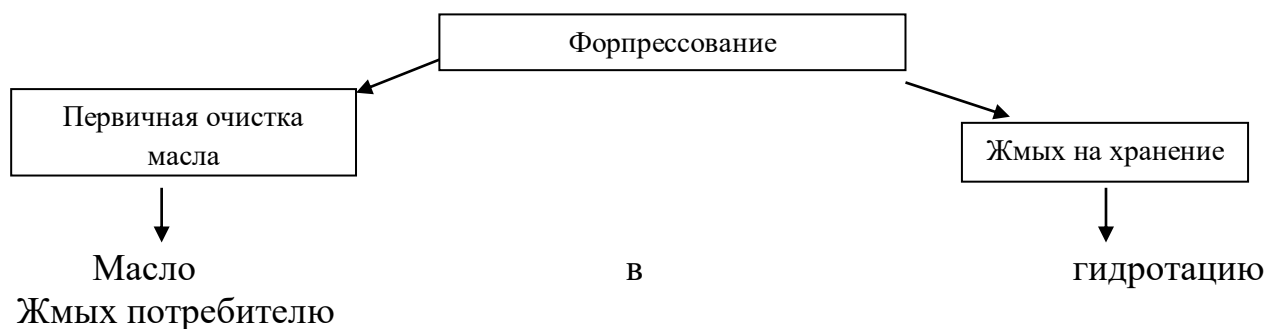 Форпрессование
Первичная очистка
масла
Жмых на хранение
Масло в гидротацию
Жмых потребителю